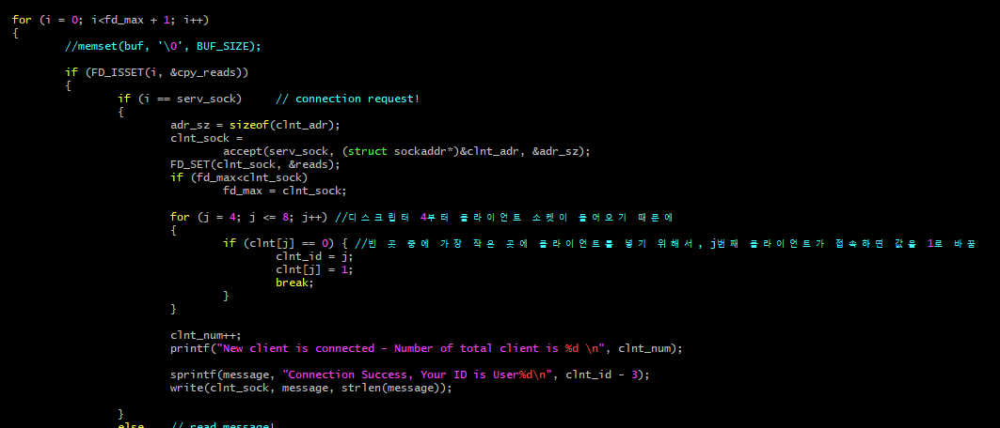 for (i = 0; i<fd_max + 1; i++)
{
//memset(buf, '\0', BUF_SIZE);
if (FD_ISSET(i, &cpy_reads))
{
if (i == serv_sock) // connection request!
{
adr_sz = sizeof(clnt_adr);
clnt_sock =
accept(serv_sock, (struct sockaddr*)&clnt_adr, &adr_sz);
FD_SET(clnt_sock, &reads);
if (fd_max<clnt_sock)
fd_max = clnt_sock;
for (j = 4; j <= 8; j++) //디스크립터 4부터 클라이언트 소켓이 들어오기 때문에
{
if (clnt[j] == 0) { //빈 곳 중에 가장 작은 곳에 클라이언트를 넣기 위해서, j번째 클라이언트가 접속하면 값을 1로 바꿈
clnt_id = j;
clnt[j] = 1;
break;
}
}
clnt_num++;
printf("New client is connected - Number of total client is %d \n", clnt_num);
sprintf(message, "Connection Success, Your ID is User%d\n", clnt_id - 3);
write(clnt_sock, message, strlen(message));
}
else // read message!